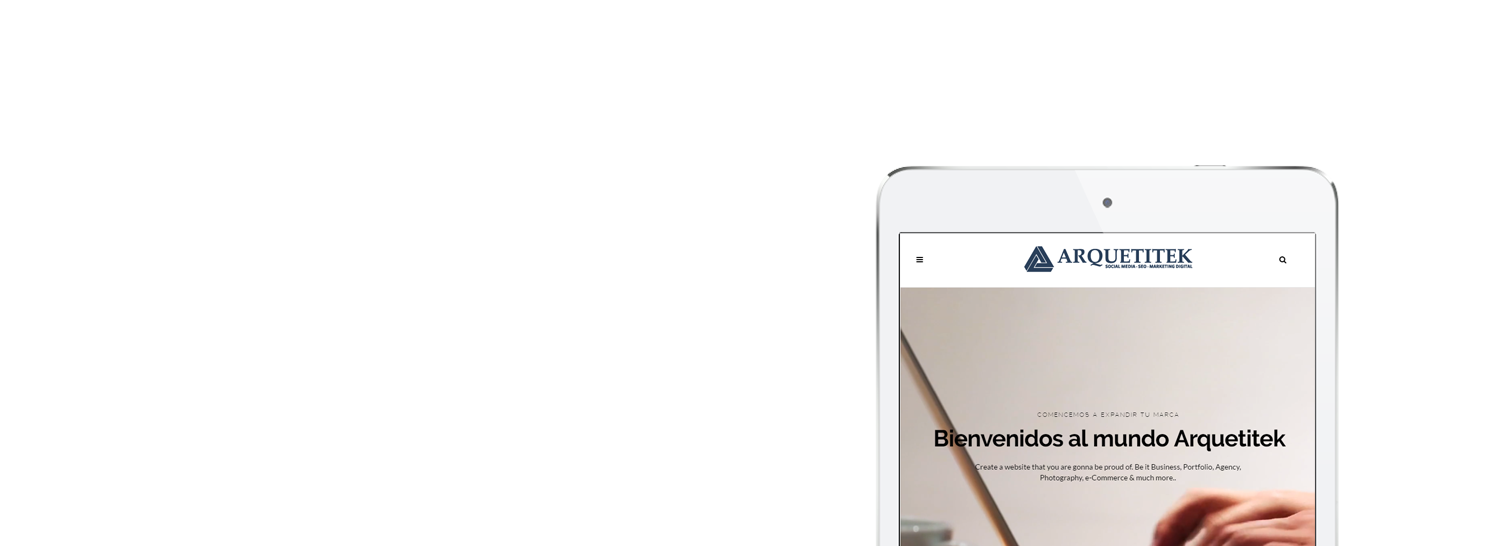 ARQUETITEK
SOCIAL MEDIA · SEO · MARKETING DIGITAL
COMENCEMOS A EXPANDIR TU MARCA
Bienvenidos al mundo Arquetitek
Create a website that you are gonna be proud of. Be it Business, Portfolio, Agency,
Photography, e-Commerce & much more..